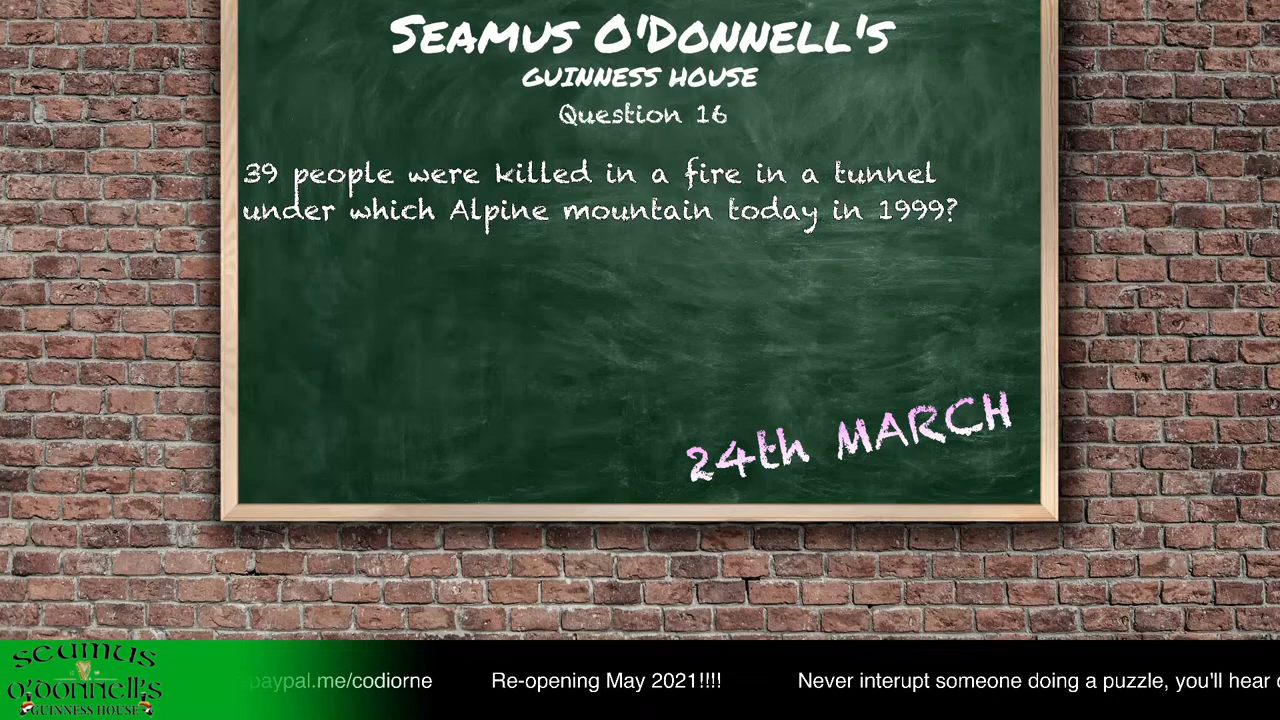 Seamus O'Donnell's
Guinness House
Question 16
39 people were killed in a fire in a tunnel
under which Alpine mountain today in 1999?
24th MARCH
seamus
o'donnell's
GUINNESS HOUSE
paypal.me/codiorne Re-opening May 2021!!!! Never interupt someone doing a puzzle, you'll hear